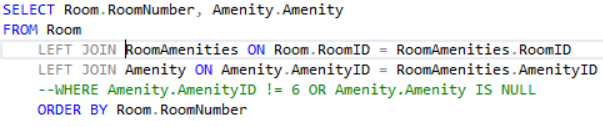 SELECT Room.RoomNumber, Amenity.Amenity
FROM Room
LEFT JOIN RoomAmenities ON Room.RoomID = RoomAmenities.RoomID
LEFT JOIN Amenity ON Amenity.AmenityID = RoomAmenities.AmenityID
--WHERE Amenity.AmenityID != 6 OR Amenity.Amenity IS NULL
ORDER BY Room.RoomNumber